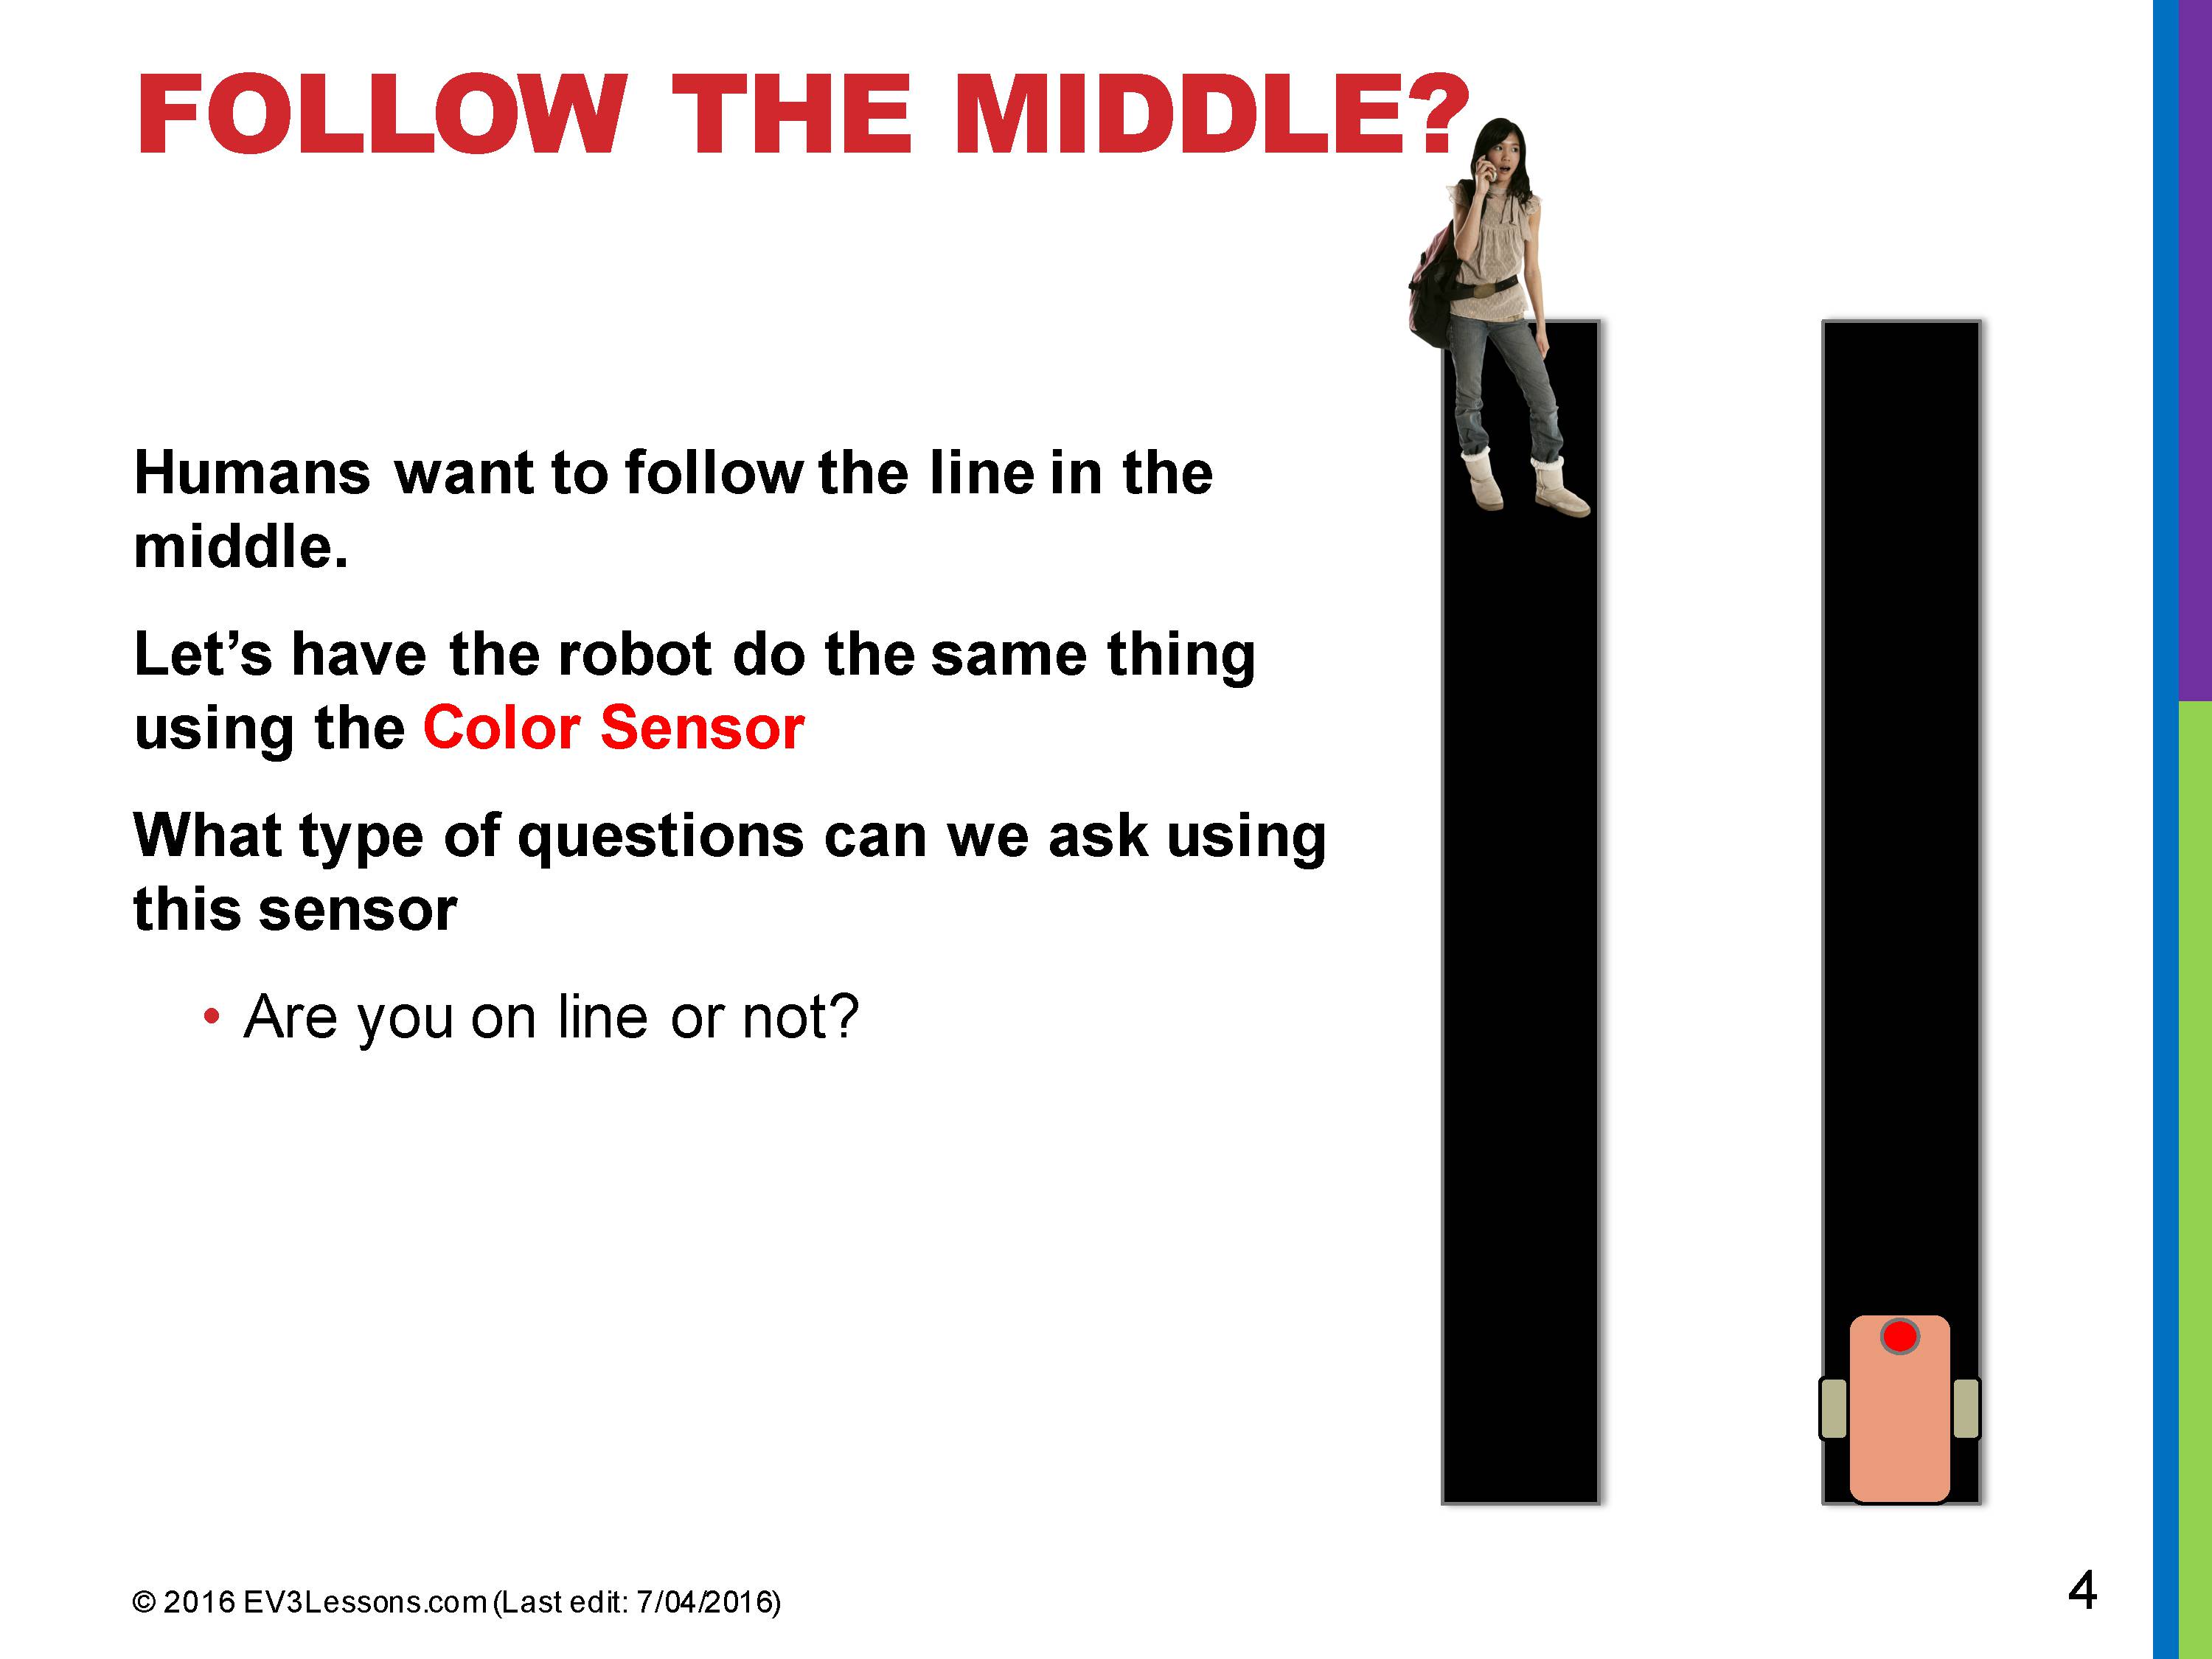 FOLLOW THE MIDDLE?
Humans want to follow the line in the
middle.
Let’s have the robot do the same thing
using the Color Sensor
What type of questions can we ask using
this sensor
• Are you on line or not?
© 2016 EV3Lessons.com (Last edit: 7/04/2016)
4